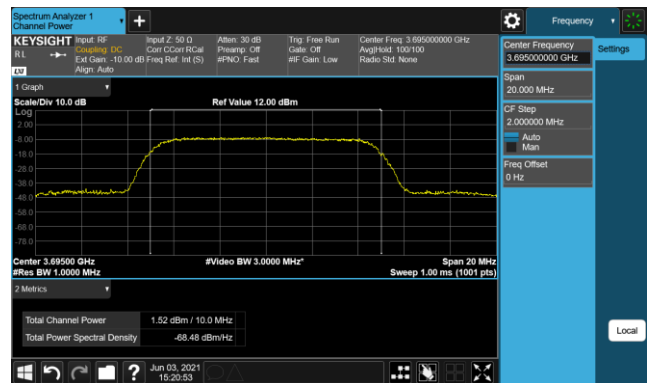 Spectrum Analyzer 1
Channel Power
Frequency
KEYSIGHT
RL
LXI
Input: RF
Coupling: DC
Ext Gain: -10.00 dB
Align: Auto
Input Z: 50 Ω
Corr CCorr RCal
Freq Ref: Int (S)
Atten: 30 dB
Preamp: Off
#PNO: Fast
Trig: Free Run
Gate: Off
#IF Gain: Low
Center Freq: 3.695000000 GHz
Avg|Hold: 100/100
Radio Std: None
Center Frequency
3.695000000 GHz
Settings
Span
20.000 MHz
CF Step
2.000000 MHz
Auto
Man
Freq Offset
0 Hz
Local
1 Graph
Scale/Div 10.0 dB
Ref Value 12.00 dBm
Log
2.00
-8.00
-18.0
-28.0
-38.0
-48.0
-58.0
-68.0
-78.0
Center 3.69500 GHz
#Video BW 3.0000 MHz*
Span 20 MHz
#Res BW 1.0000 MHz
Sweep 1.00 ms (1001 pts)
2 Metrics
Total Channel Power 1.52 dBm / 10.0 MHz
Total Power Spectral Density -68.48 dBm/Hz
?
Jun 03, 2021
15:20:53